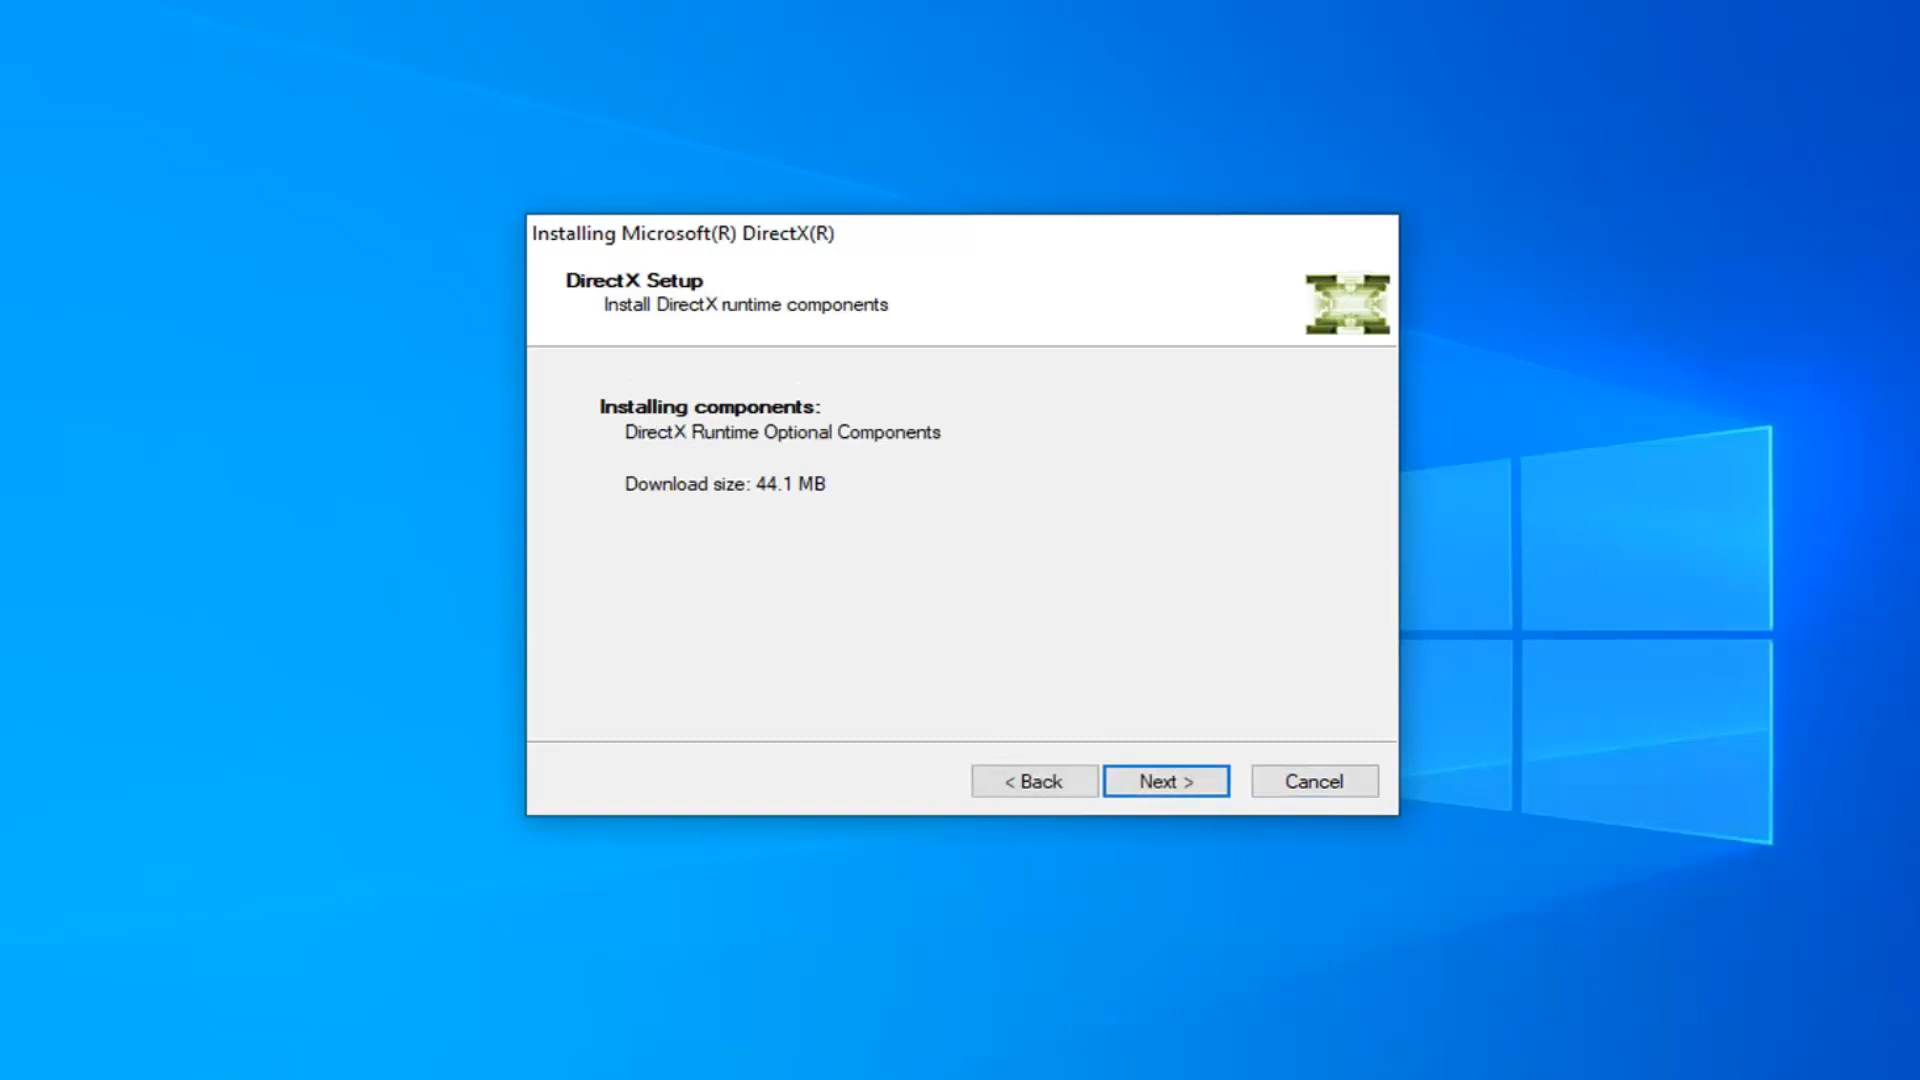 Installing Microsoft(R) DirectX(R)
DirectX Setup
Install DirectX runtime components
Installing components:
DirectX Runtime Optional Components
Download size: 44.1 MB
< Back
Next >
Cancel